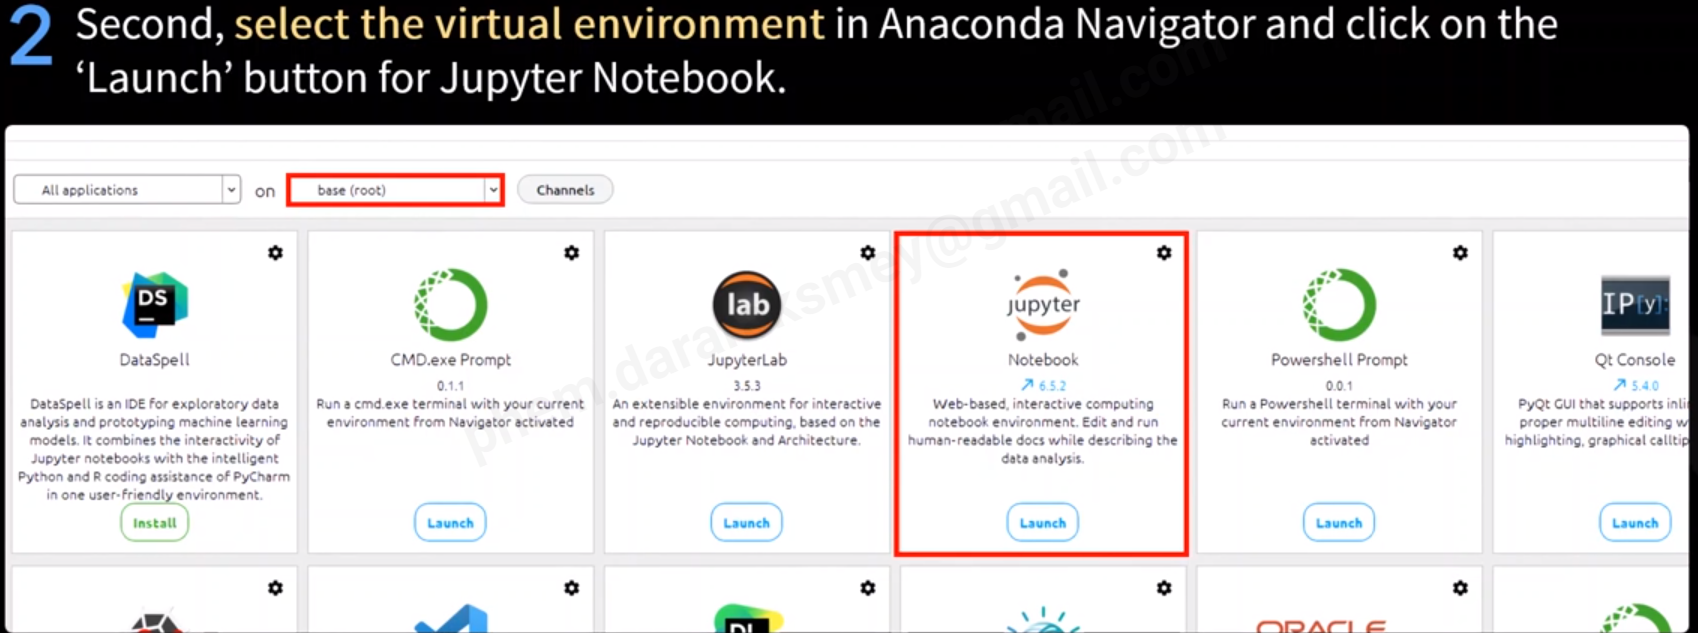 2 Second, select the virtual environment in Anaconda Navigator and click on the
‘Launch’ button for Jupyter Notebook.
All applications on base (root) Channels
DS
DataSpell
DataSpell is an IDE for exploratory data
analysis and prototyping machine learning
models. It combines the interactivity of
Jupyter notebooks with the intelligent
Python and R coding assistance of PyCharm
in one user-friendly environment.
Install
CMD.exe Prompt
0.1.1
Run a cmd.exe terminal with your current
environment from Navigator activated
Launch
lab
JupyterLab
3.5.3
An extensible environment for interactive
and reproducible computing, based on the
Jupyter Notebook and Architecture.
Launch
jupyter
Notebook
6.5.2
Web-based, interactive computing
notebook environment. Edit and run
human-readable docs while describing the
data analysis.
Launch
Powershell Prompt
0.0.1
Run a Powershell terminal with your
current environment from Navigator
activated
Launch
IP[y]:
Qt Console
5.4.0
PyQt GUI that supports inli
proper multiline editing w
highlighting, graphical calltip
Launch
DL
ORACLE